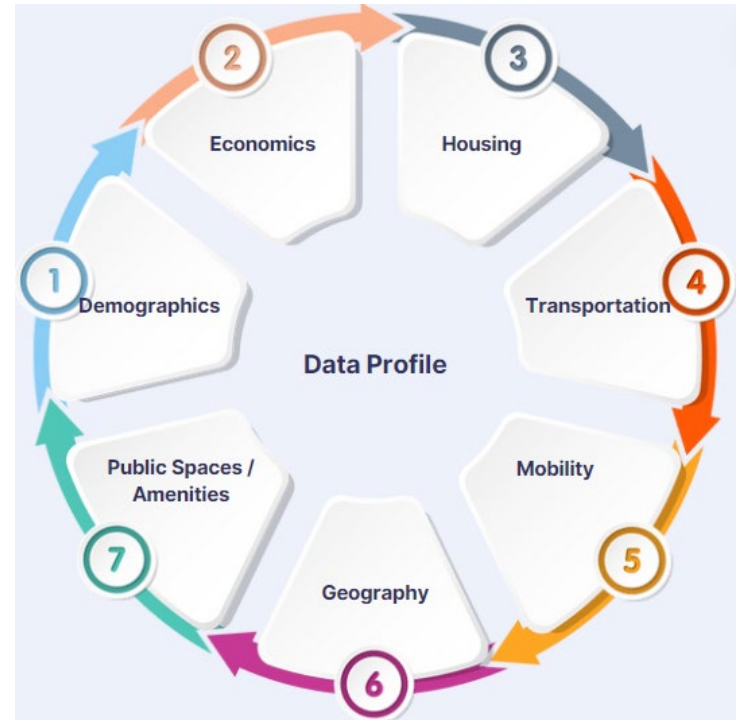 1
Demographics
2
Economics
3
Housing
4
Transportation
5
Mobility
6
Geography
7
Public Spaces /
Amenities
Data Profile